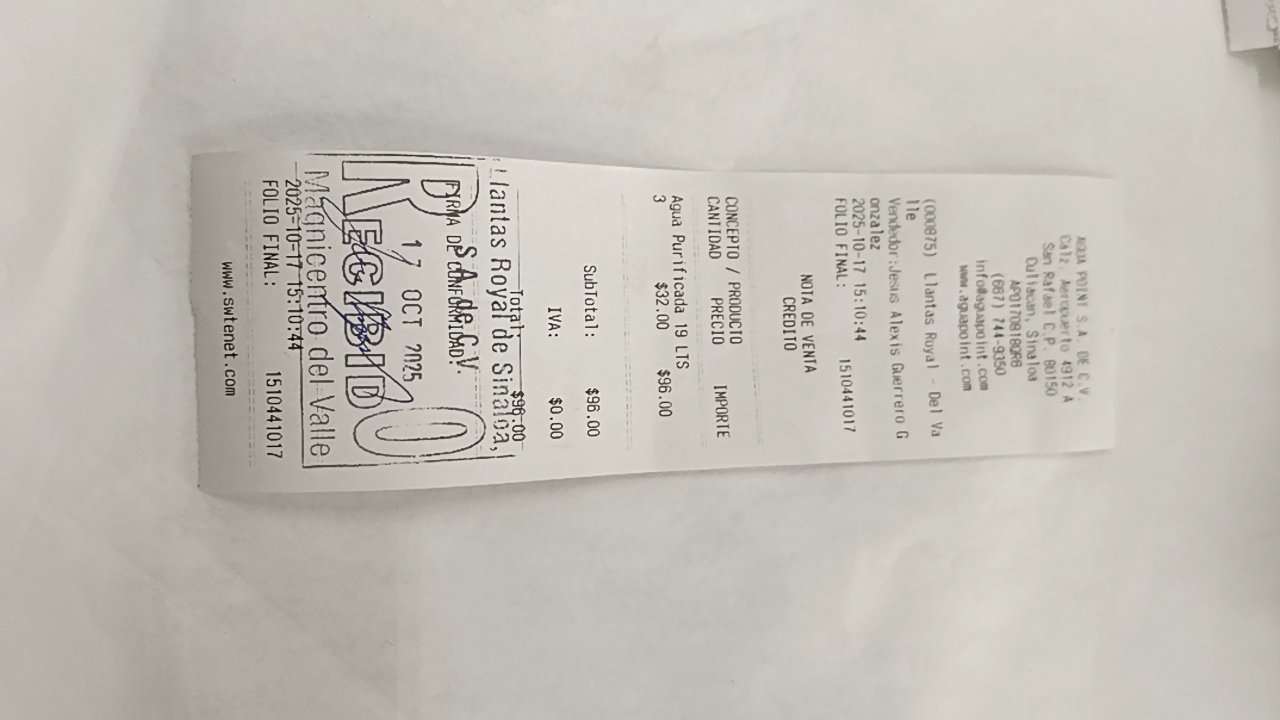 AGUA POINT S.A. DE C.V.
Calz. Aeropuerto 4912 A
San Rafael C.P. 80150
Culiacan, Sinaloa
(667) 744-9350
info@aguapoint.com
www.aguapoint.com
(000875) Llantas Royal - Del Va
lle
Vendedor:Jesus Alexis Guerrero G
onzalez
2025-10-17 15:10:44 1510441017
FOLIO FINAL:
NOTA DE VENTA
CREDITO
CONCEPTO / PRODUCTO
CANTIDAD PRECIO IMPORTE
Agua Purificada 19 LTS
3 $32.00 $96.00
SubTotal: $96.00
IVA: $0.00
Total: $96.00
Llantas Royal de Sinaloa,
S.A de C.V.
FIRMA DE CONFORMIDAD:
17 OCT 2025
RECIBIDO
Magnicentro del Valle
2025-10-17 15:10:44
FOLIO FINAL: 1510441017
www.swtenet.com